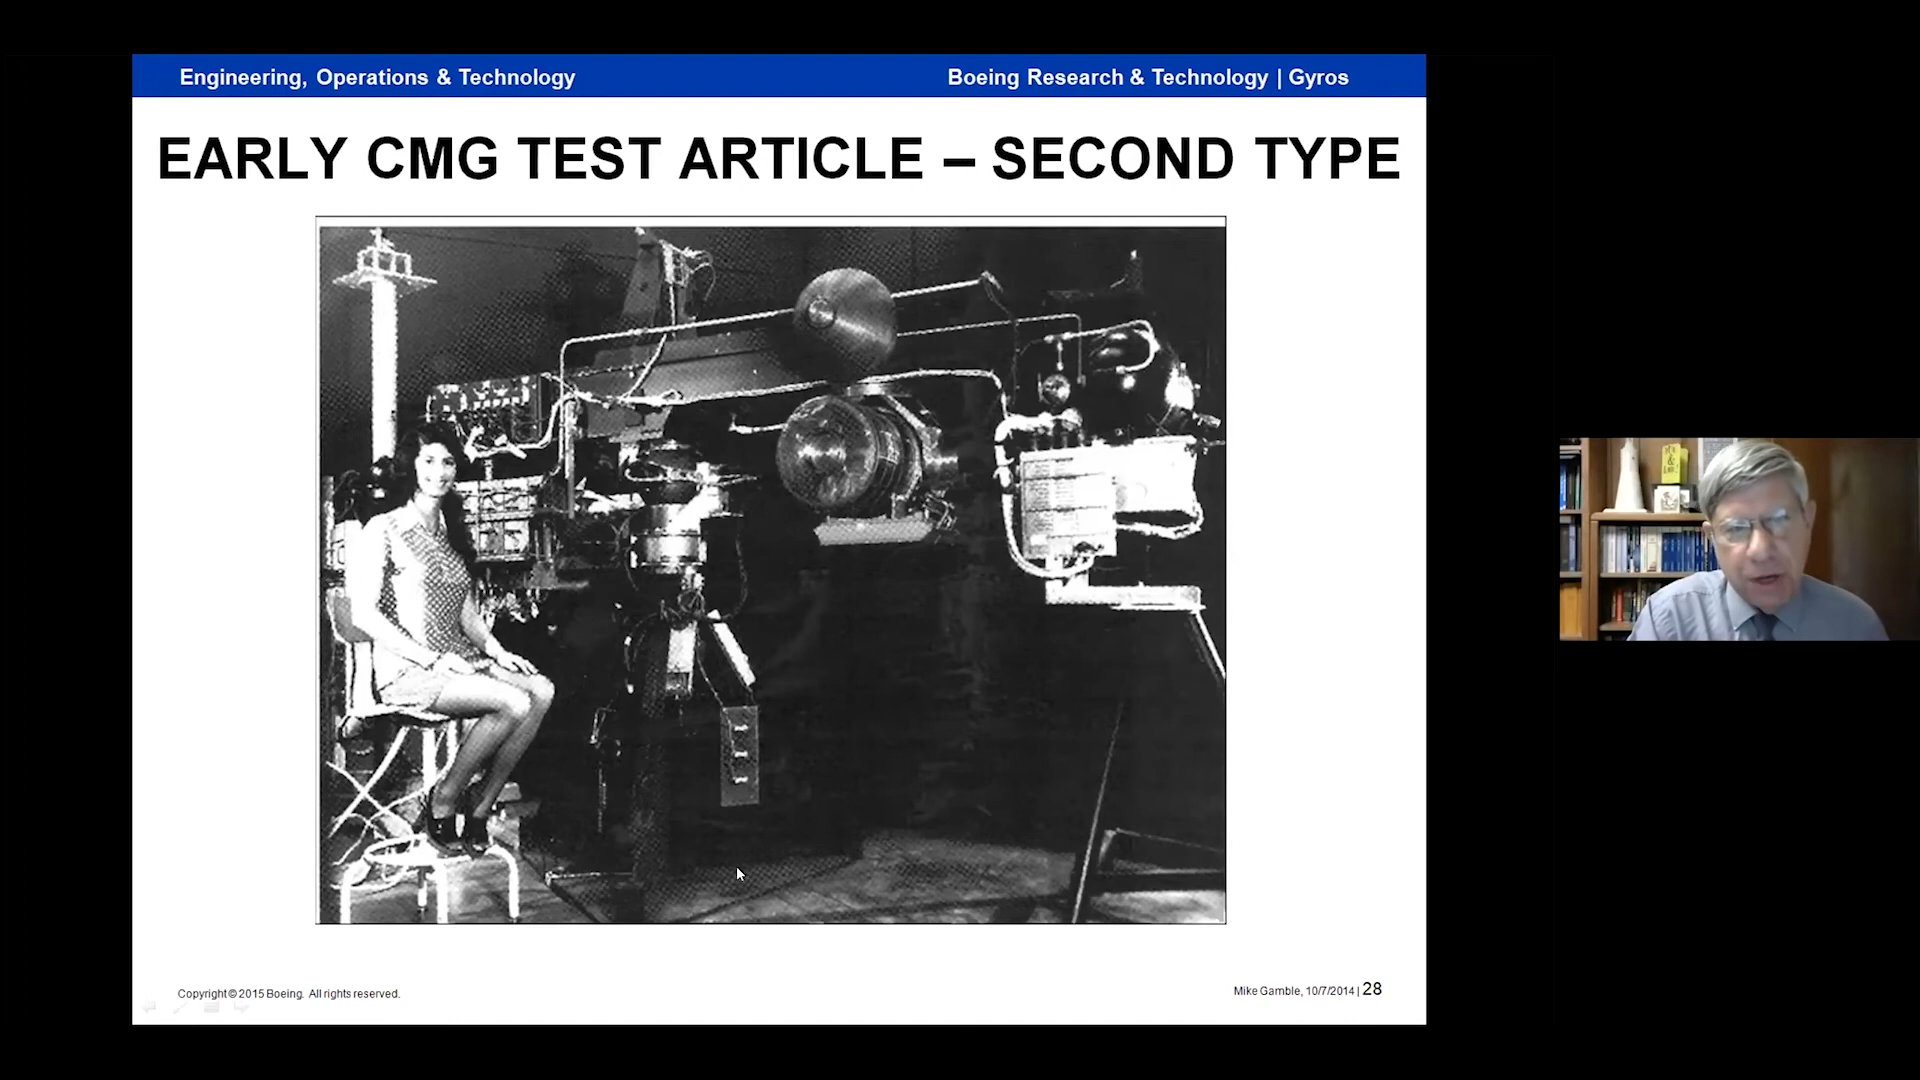 Engineering, Operations & Technology
Boeing Research & Technology | Gyros
EARLY CMG TEST ARTICLE – SECOND TYPE
Copyright © 2015 Boeing. All rights reserved.
Mike Gamble, 10/7/2014 | 28